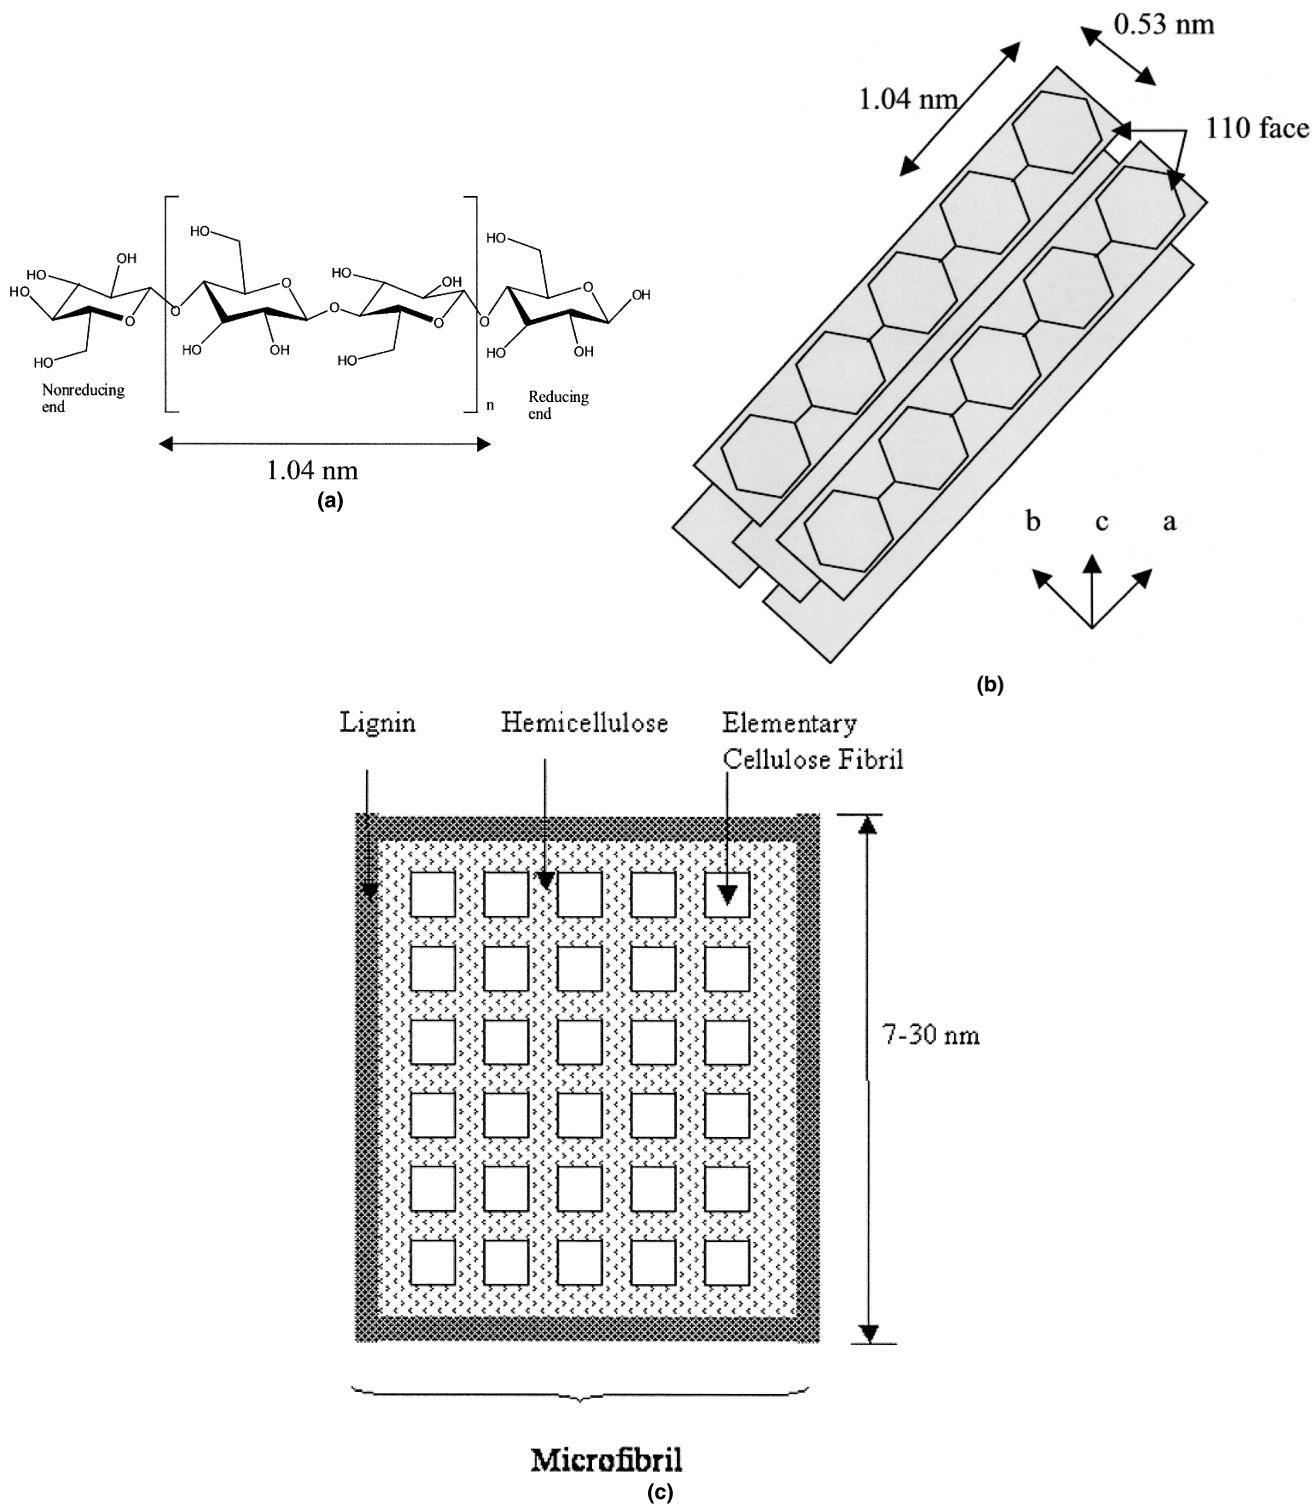 HO
OH
HO
HO
O
O
HO
Nonreducing
end
HO
O
HO
OH
O
HO
OH
O
HO
n
O
HO
O
OH
HO
OH
Reducing
end
1.04 nm
(a)
0.53 nm
1.04 nm
110 face
b c a
(b)
Lignin Hemicellulose Elementary
Cellulose Fibril
7-30 nm
Microfibril
(c)